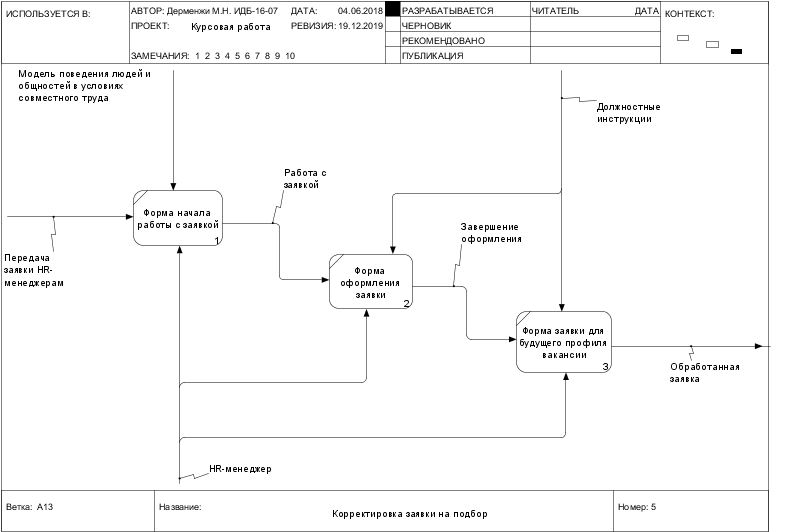 ИСПОЛЬЗУЕТСЯ В:
АВТОР: Дерменжи М.Н. ИДБ-16-07
ДАТА: 04.06.2018
РАЗРАБАТЫВАЕТСЯ
ЧИТАТЕЛЬ
ДАТА
КОНТЕКСТ:
ПРОЕКТ: Курсовая работа
РЕВИЗИЯ: 19.12.2019
ЧЕРНОВИК
РЕКОМЕНДОВАНО
ЗАМЕЧАНИЯ: 1 2 3 4 5 6 7 8 9 10
ПУБЛИКАЦИЯ
Модель поведения людей и
общностей в условиях
совместного труда
Должностные
инструкции
Работа с
заявкой
Форма начала
работы с заявкой
1
Завершение
оформления
Передача
заявки HR-
менеджерам
Форма
оформления
заявки
2
Форма заявки для
будущего профиля
вакансии
3
Обработанная
заявка
HR-менеджер
Ветка: A13
Название:
Корректировка заявки на подбор
Номер: 5